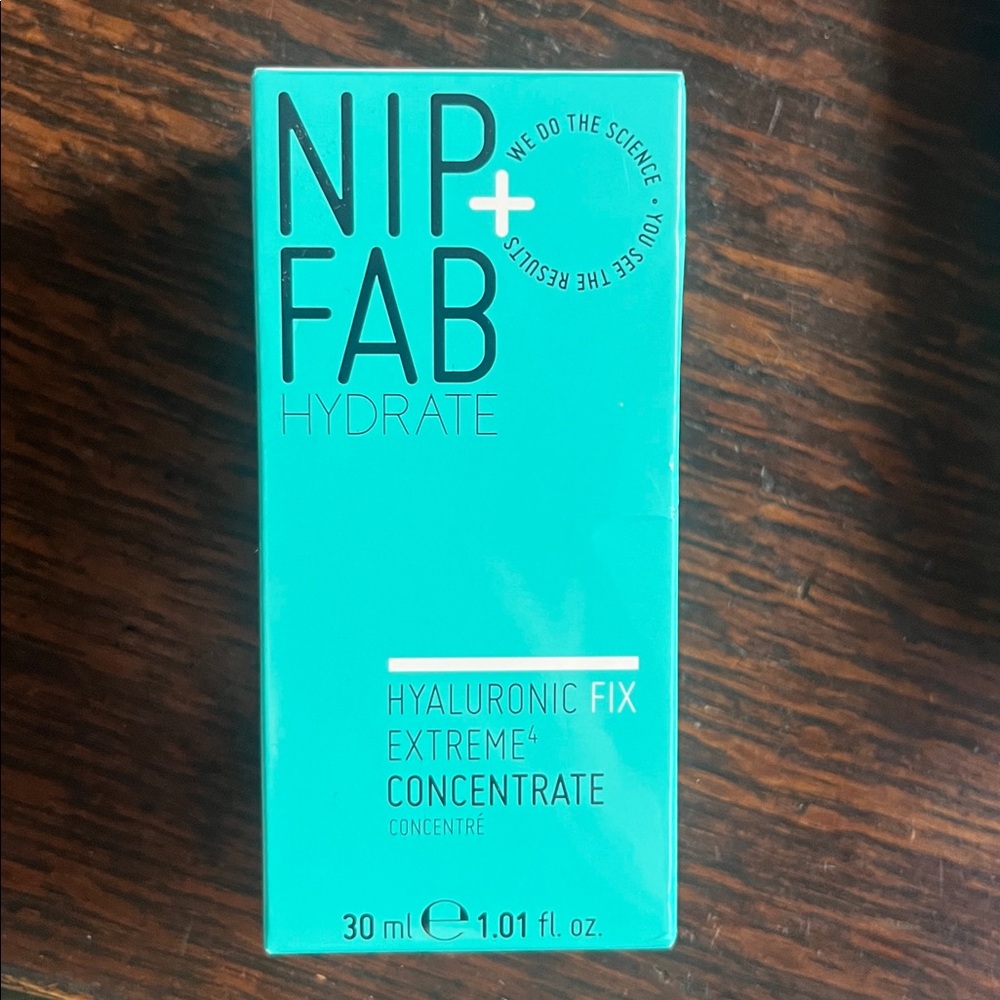 NIP+
FAB
HYDRATE
WE DO THE SCIENCE • YOU SEE THE RESULTS
HYALURONIC FIX
EXTREME⁴
CONCENTRATE
CONCENTRÉ
30 ml ℮ 1.01 fl. oz.